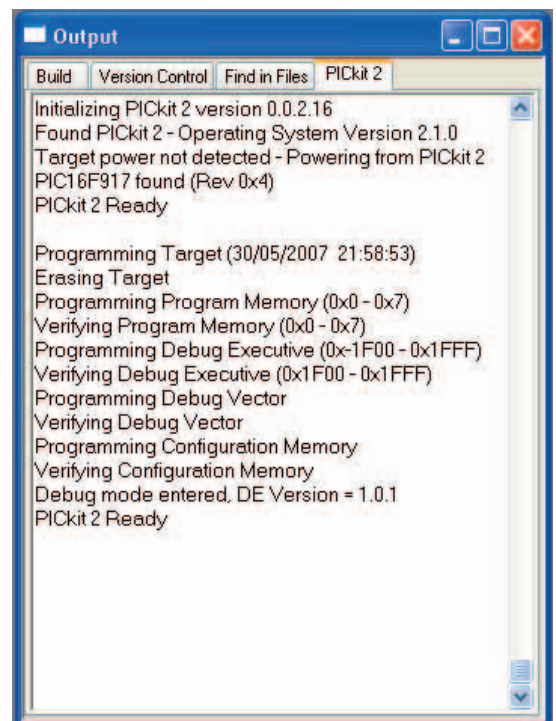 Output
Build Version Control Find in Files PICkit 2
Initializing PICkit 2 version 0.0.2.16
Found PICkit 2 - Operating System Version 2.1.0
Target power not detected - Powering from PICkit 2
PIC16F917 found (Rev 0x4)
PICkit 2 Ready
Programming Target (30/05/2007 21:58:53)
Erasing Target
Programming Program Memory (0x0 - 0x7)
Verifying Program Memory (0x0 - 0x7)
Programming Debug Executive (0x-1F00 - 0x1FFF)
Verifying Debug Executive (0x1F00 - 0x1FFF)
Programming Debug Vector
Verifying Debug Vector
Programming Configuration Memory
Verifying Configuration Memory
Debug mode entered, DE Version = 1.0.1
PICkit 2 Ready